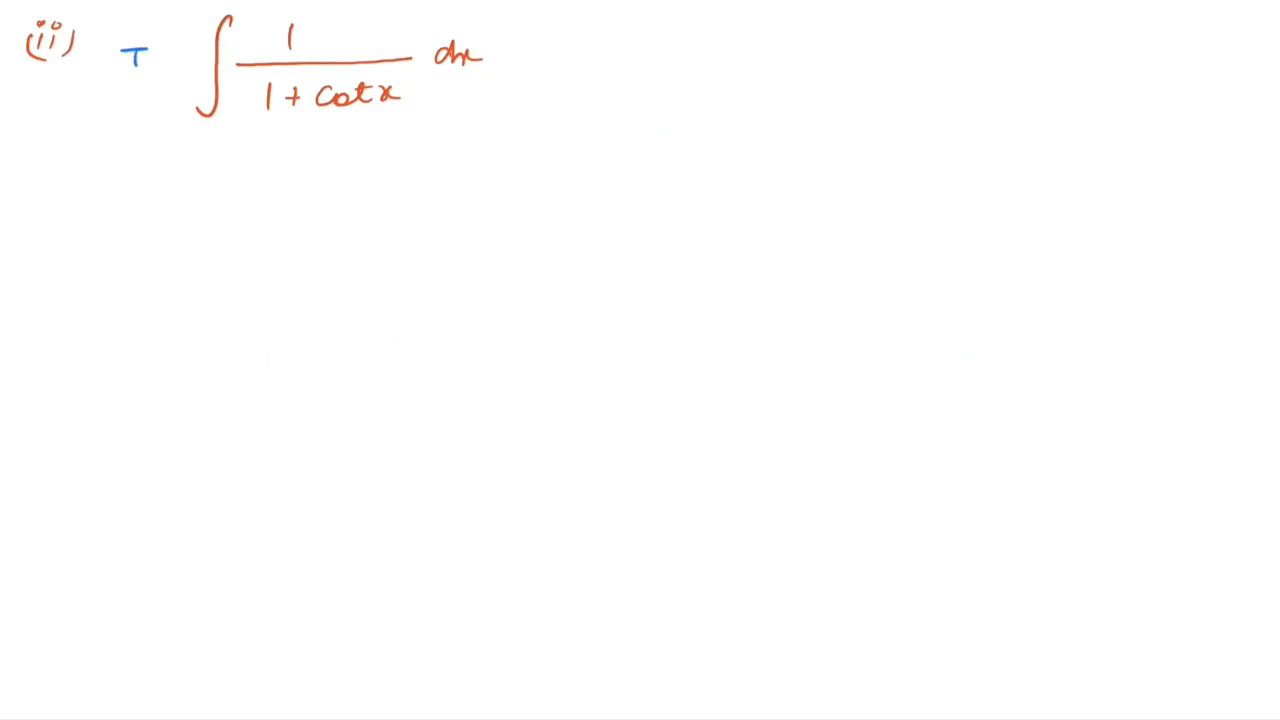 (ii) T ∫ 1/(1 + cot x) dx